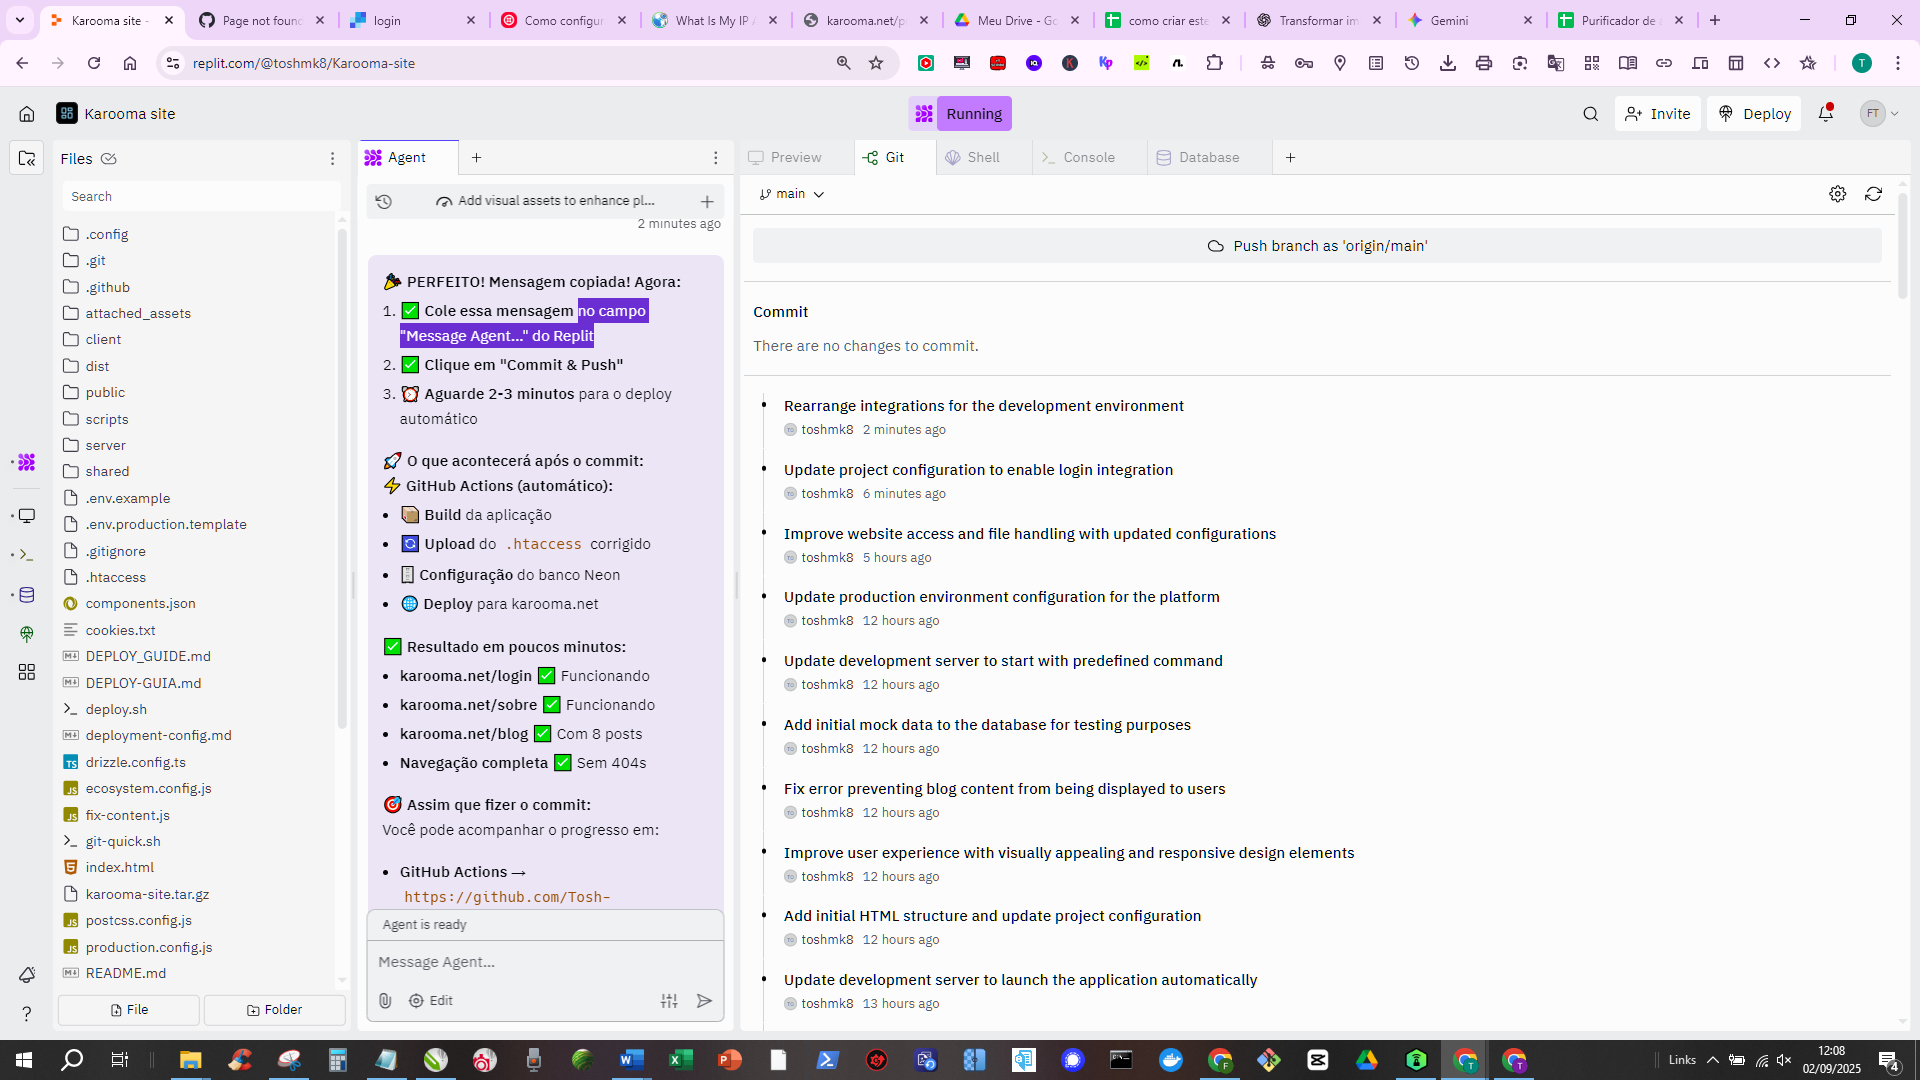 Karooma site -
Page not foun
login
Como configur
What Is My IP A
karooma.net/p
Meu Drive - Go
como criar este
Transformar im
Gemini
Purificador de a
replit.com/@toshmk8/Karooma-site
Karooma site
Running
Invite
Deploy
FT
Files
Search
.config
.git
.github
attached_assets
client
dist
public
scripts
server
shared
.env.example
.env.production.template
.gitignore
.htaccess
components.json
cookies.txt
DEPLOY_GUIDE.md
DEPLOY-GUIA.md
deploy.sh
deployment-config.md
drizzle.config.ts
ecosystem.config.js
fix-content.js
git-quick.sh
index.html
karooma-site.tar.gz
postcss.config.js
production.config.js
README.md
File
Folder
Agent
Add visual assets to enhance pl...
2 minutes ago
PERFEITO! Mensagem copiada! Agora:
1. Cole essa mensagem no campo
"Message Agent..." do Replit
2. Clique em "Commit & Push"
3. Aguarde 2-3 minutos para o deploy
automático
O que acontecerá após o commit:
GitHub Actions (automático):
Build da aplicação
Upload do .htaccess corrigido
Configuração do banco Neon
Deploy para karooma.net
Resultado em poucos minutos:
karooma.net/login Funcionando
karooma.net/sobre Funcionando
karooma.net/blog Com 8 posts
Navegação completa Sem 404s
Assim que fizer o commit:
Você pode acompanhar o progresso em:
GitHub Actions →
https://github.com/Tosh-
Agent is ready
Message Agent...
Edit
Preview
Git
Shell
Console
Database
main
Push branch as 'origin/main'
Commit
There are no changes to commit.
Rearrange integrations for the development environment
toshmk8 2 minutes ago
Update project configuration to enable login integration
toshmk8 6 minutes ago
Improve website access and file handling with updated configurations
toshmk8 5 hours ago
Update production environment configuration for the platform
toshmk8 12 hours ago
Update development server to start with predefined command
toshmk8 12 hours ago
Add initial mock data to the database for testing purposes
toshmk8 12 hours ago
Fix error preventing blog content from being displayed to users
toshmk8 12 hours ago
Improve user experience with visually appealing and responsive design elements
toshmk8 12 hours ago
Add initial HTML structure and update project configuration
toshmk8 12 hours ago
Update development server to launch the application automatically
toshmk8 13 hours ago
Links
12:08
02/09/2025
4